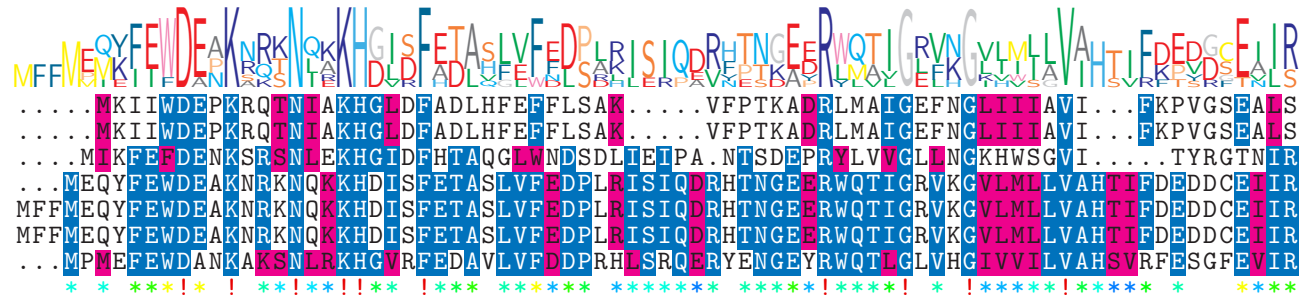 .....MKIIWDEPKRQTNIAKHGLDFADLHFEFFLSAK.....VFPTKADRLMAIGEFNGLIIIAVI...FKPVGSEALS
.....MKIIWDEPKRQTNIAKHGLDFADLHFEFFLSAK.....VFPTKADRLMAIGEFNGLIIIAVI...FKPVGSEALS
....MIKFEFDENKSRSNLEKHGIDFHTAQGLWNDSDLIEIPA.NTSDEPRYLVVGLLNGKHWSGVI.....TYRGTNIR
...MEQYFEWDEAKNRKNQKKHDISFETASLVFEDPLRISIQDRHTNGEERWQTIGRVKGVLMLLVAHTIFDEDDCEIIR
MFFMEQYFEWDEAKNRKNQKKHDISFETASLVFEDPLRISIQDRHTNGEERWQTIGRVKGVLMLLVAHTIFDEDDCEIIR
MFFMEQYFEWDEAKNRKNQKKHDISFETASLVFEDPLRISIQDRHTNGEERWQTIGRVKGVLMLLVAHTIFDEDDCEIIR
...MPMEFEWDANKAKSNLRKHGVRFEDAVLVFDDPRHLSRQERYENGEYRWQTLGLVHGIVVILVAHSVRFESGFEVIR